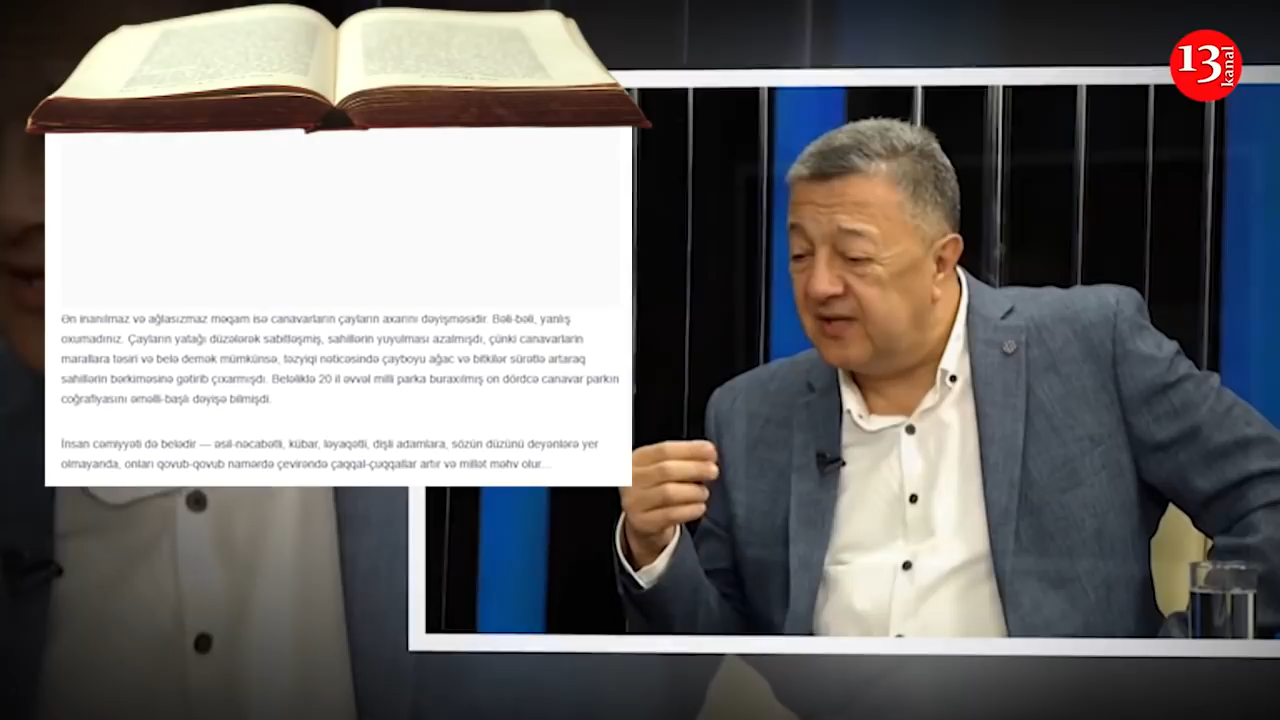 13
kanal
Ən inanılmaz və ağlasızmaz məqam isə canavarların çayların axarını dəyişməsidir. Bəli-bəli, yanlış
oxumadınız. Çayların yatağı düzələrək sabitləşmiş, sahillərin yuyulması azalmışdı, çünki canavarların
marallara təsiri və belə demək mümkünsə, təzyiqi nəticəsində çayboyu ağac və bitkilər sürətlə artaraq
sahillərin bərkiməsinə gətirib çıxarmışdı. Beləliklə 20 il əvvəl milli parka buraxılmış on dördcə canavar parkın
coğrafiyasını əməlli-başlı dəyişə bilmişdi.
İnsan cəmiyyəti də belədir — əsil-nəcabətli, kübar, ləyaqətli, dişli adamlara, sözün düzünü deyənlərə yer
olmayanda, onları qovub-qovub namərdə çevirəndə çaqqal-çuqqallar artır və millət məhv olur...